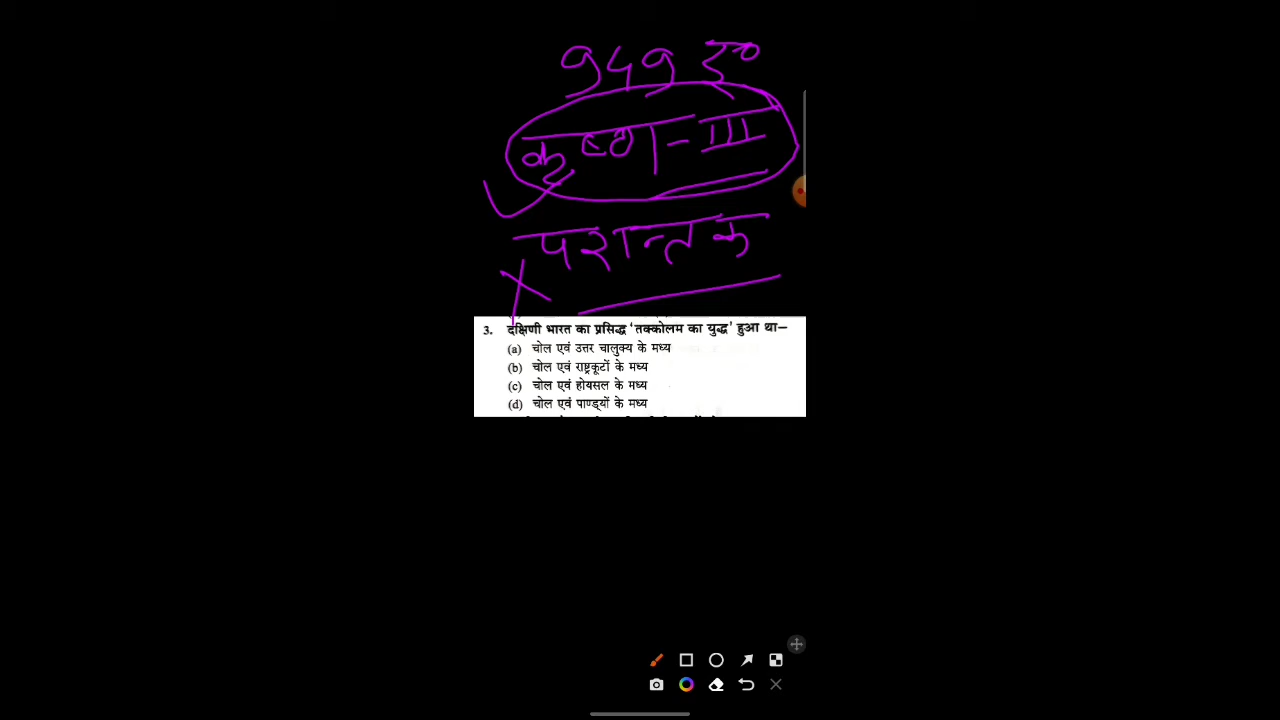 949 ई०
कृष्ण-III
परान्तक
3. दक्षिणी भारत का प्रसिद्ध 'तक्कोलम का युद्ध' हुआ था–
(a) चोल एवं उत्तर चालुक्य के मध्य
(b) चोल एवं राष्ट्रकूटों के मध्य
(c) चोल एवं होयसल के मध्य
(d) चोल एवं पाण्ड्यों के मध्य